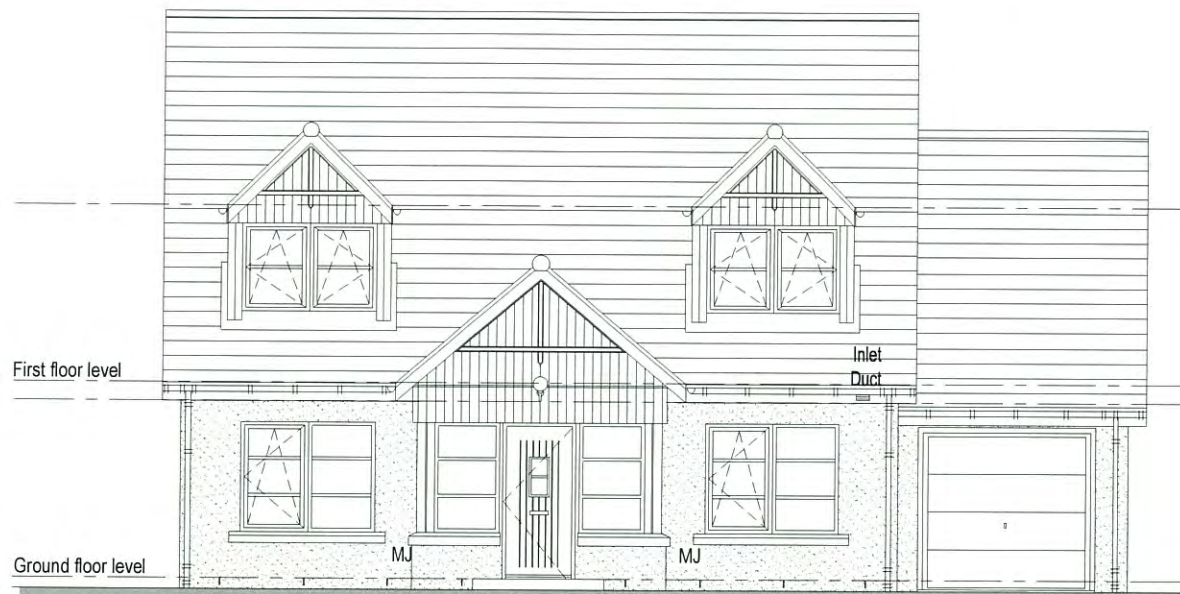 Inlet
Duct
First floor level
MJ
MJ
Ground floor level